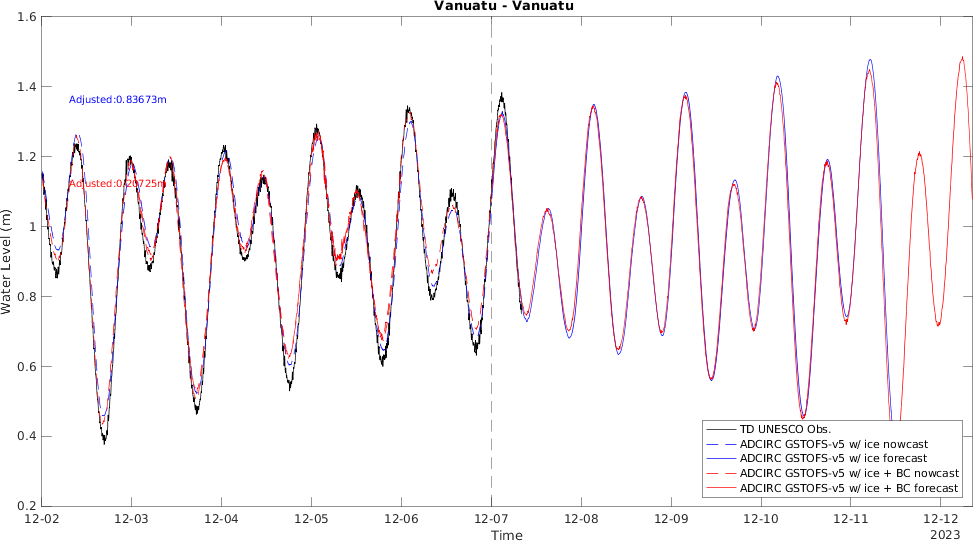 Vanuatu - Vanuatu
1.6
1.4
1.2
1
0.8
0.6
0.4
0.2
Water Level (m)
Adjusted:0.83673m
Adjusted:0.20725m
TD UNESCO Obs.
ADCIRC GSTOFS-v5 w/ ice nowcast
ADCIRC GSTOFS-v5 w/ ice forecast
ADCIRC GSTOFS-v5 w/ ice + BC nowcast
ADCIRC GSTOFS-v5 w/ ice + BC forecast
12-02 12-03 12-04 12-05 12-06 12-07 12-08 12-09 12-10 12-11 12-12
Time
2023